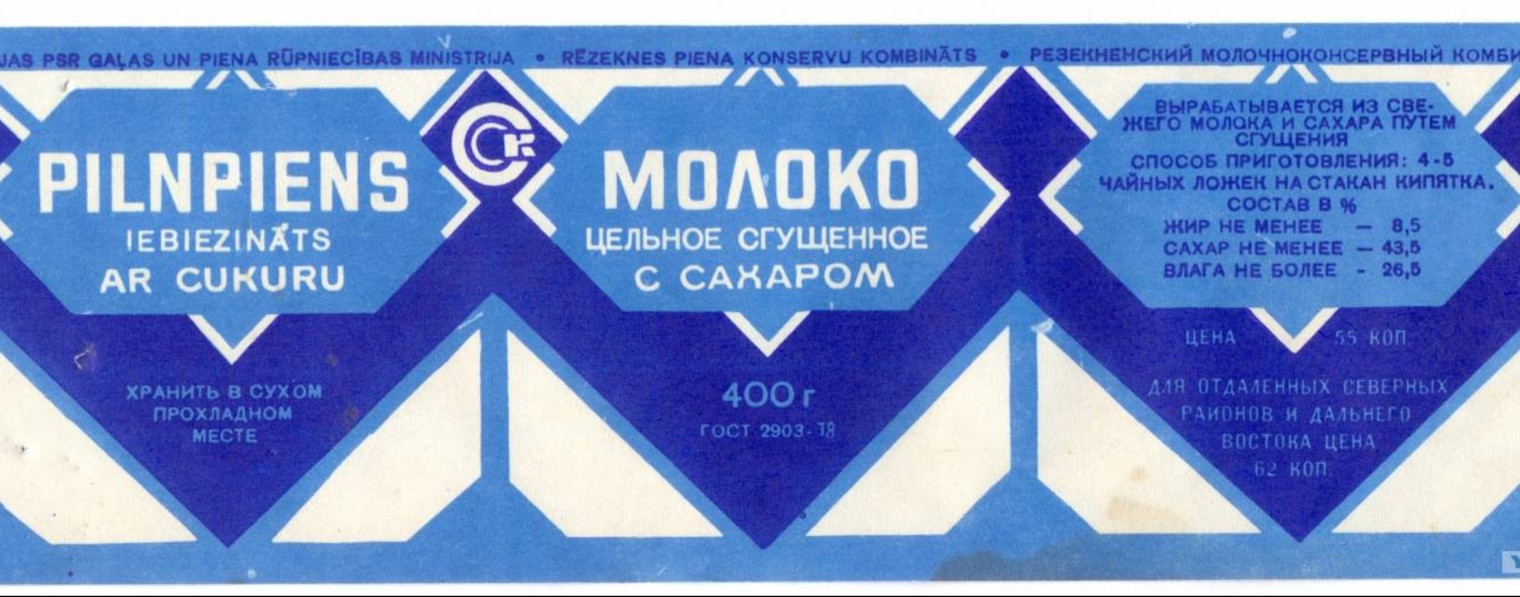 JAS PSR GAĻAS UN PIENA RŪPNIECĪBAS MINISTRIJA • RĒZEKNES PIENA KONSERVU KOMBINĀTS • РЕЗЕКНЕНСКИЙ МОЛОЧНОКОНСЕРВНЫЙ КОМБИ
PILNPIENS
IEBIEZINĀTS
AR CUKURU
ХРАНИТЬ В СУХОМ
ПРОХЛАДНОМ
МЕСТЕ
МОЛОКО
ЦЕЛЬНОЕ СГУЩЕННОЕ
С САХАРОМ
400 г
ГОСТ 2903-78
ВЫРАБАТЫВАЕТСЯ ИЗ СВЕ-
ЖЕГО МОЛОКА И САХАРА ПУТЕМ
СГУЩЕНИЯ
СПОСОБ ПРИГОТОВЛЕНИЯ: 4-5
ЧАЙНЫХ ЛОЖЕК НА СТАКАН КИПЯТКА.
СОСТАВ В %
ЖИР НЕ МЕНЕЕ — 8,5
САХАР НЕ МЕНЕЕ — 43,5
ВЛАГА НЕ БОЛЕЕ - 26,5
ЦЕНА 55 КОП.
ДЛЯ ОТДАЛЕННЫХ СЕВЕРНЫХ
РАЙОНОВ И ДАЛЬНЕГО
ВОСТОКА ЦЕНА
62 КОП.